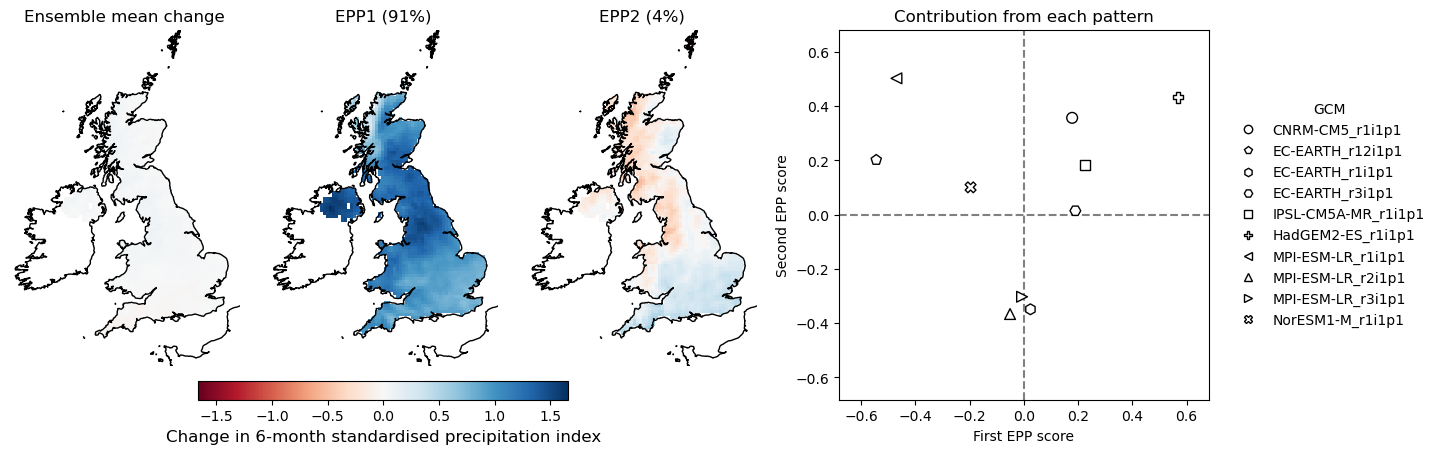 Ensemble mean change
EPP1 (91%)
EPP2 (4%)
−1.5 −1.0 −0.5 0.0 0.5 1.0 1.5
Change in 6-month standardised precipitation index
Contribution from each pattern
Second EPP score
0.6
0.4
0.2
0.0
−0.2
−0.4
−0.6
−0.6 −0.4 −0.2 0.0 0.2 0.4 0.6
First EPP score
GCM
CNRM-CM5_r1i1p1
EC-EARTH_r12i1p1
EC-EARTH_r1i1p1
EC-EARTH_r3i1p1
IPSL-CM5A-MR_r1i1p1
HadGEM2-ES_r1i1p1
MPI-ESM-LR_r1i1p1
MPI-ESM-LR_r2i1p1
MPI-ESM-LR_r3i1p1
NorESM1-M_r1i1p1